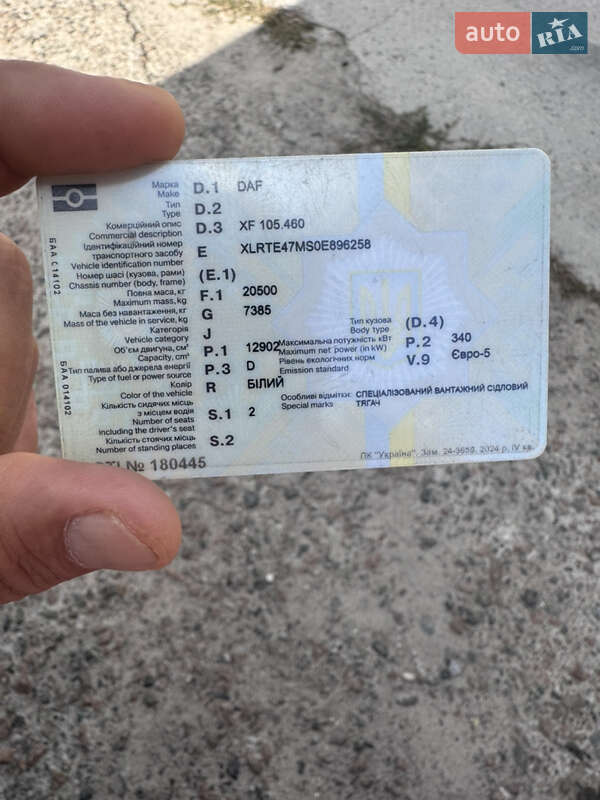 auto RIA .com
Марка D.1 DAF
Make
Тип D.2
Type
Комерційний опис D.3 XF 105.460
Commercial description
Ідентифікаційний номер
транспортного засобу E XLRTE47MS0E896258
Vehicle identification number
Номер шасі (кузова, рами) (E.1)
Chassis number (body, frame)
Повна маса, кг F.1 20500
Maximum mass, kg
Маса без навантаження, кг G 7385
Mass of the vehicle in service, kg
Категорія J
Vehicle category
Тип кузова (D.4)
Body type
Об'єм двигуна, см³ P.1 12902
Capacity, cm³
Максимальна потужність кВт P.2 340
Maximum net power (in kW)
Тип палива або джерела енергії P.3 D
Type of fuel or power source
Рівень екологічних норм V.9 Євро-5
Emission standard
Колір R БІЛИЙ
Color of the vehicle
Особливі відмітки: СПЕЦІАЛІЗОВАНИЙ ВАНТАЖНИЙ СІДЛОВИЙ
Special marks ТЯГАЧ
Кількість сидячих місць
з місцем водія S.1 2
Number of seats
including the driver's seat
Кількість стоячих місць S.2
Number of standing places
№ 180445
ПК "Україна". Зам. 24-3659. 2024 р. IV кв.
БАА C14102
БАА 014102